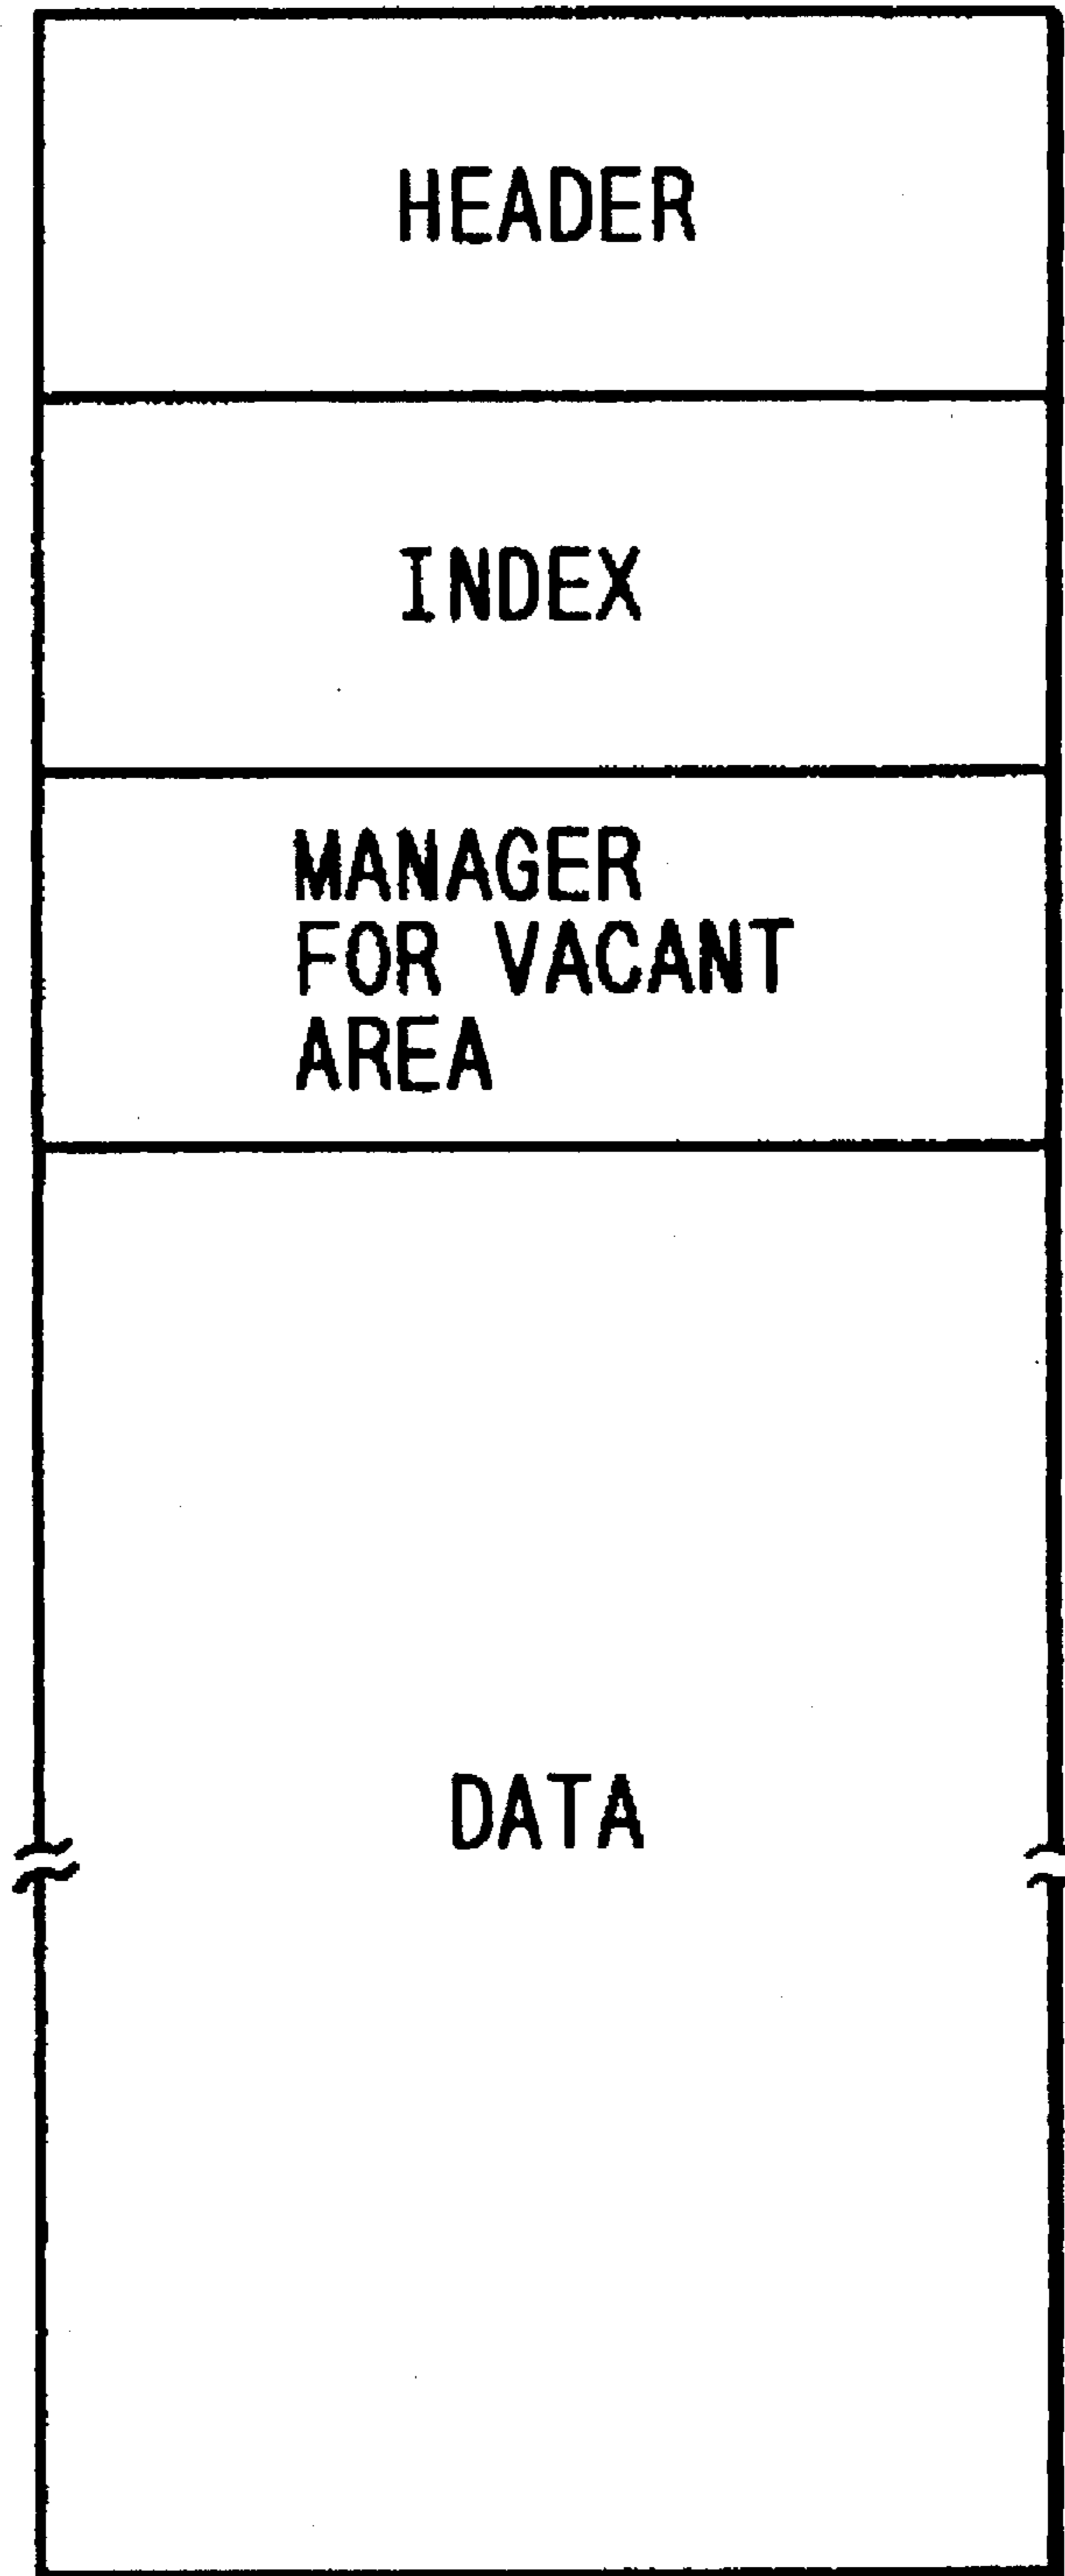 HEADER
INDEX
MANAGER
FOR VACANT
AREA
DATA